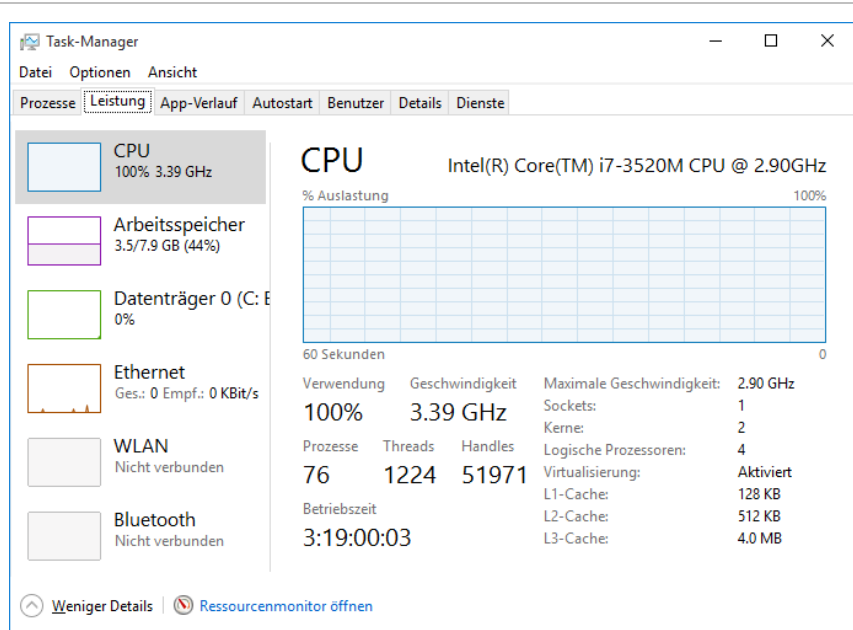 Task-Manager
Datei Optionen Ansicht
Prozesse Leistung App-Verlauf Autostart Benutzer Details Dienste
CPU
100% 3.39 GHz
Arbeitsspeicher
3.5/7.9 GB (44%)
Datenträger 0 (C: E
0%
Ethernet
Ges.: 0 Empf.: 0 KBit/s
WLAN
Nicht verbunden
Bluetooth
Nicht verbunden
CPU Intel(R) Core(TM) i7-3520M CPU @ 2.90GHz
% Auslastung 100%
60 Sekunden 0
Verwendung Geschwindigkeit
100% 3.39 GHz
Prozesse Threads Handles
76 1224 51971
Betriebszeit
3:19:00:03
Maximale Geschwindigkeit: 2.90 GHz
Sockets: 1
Kerne: 2
Logische Prozessoren: 4
Virtualisierung: Aktiviert
L1-Cache: 128 KB
L2-Cache: 512 KB
L3-Cache: 4.0 MB
Weniger Details Ressourcenmonitor öffnen